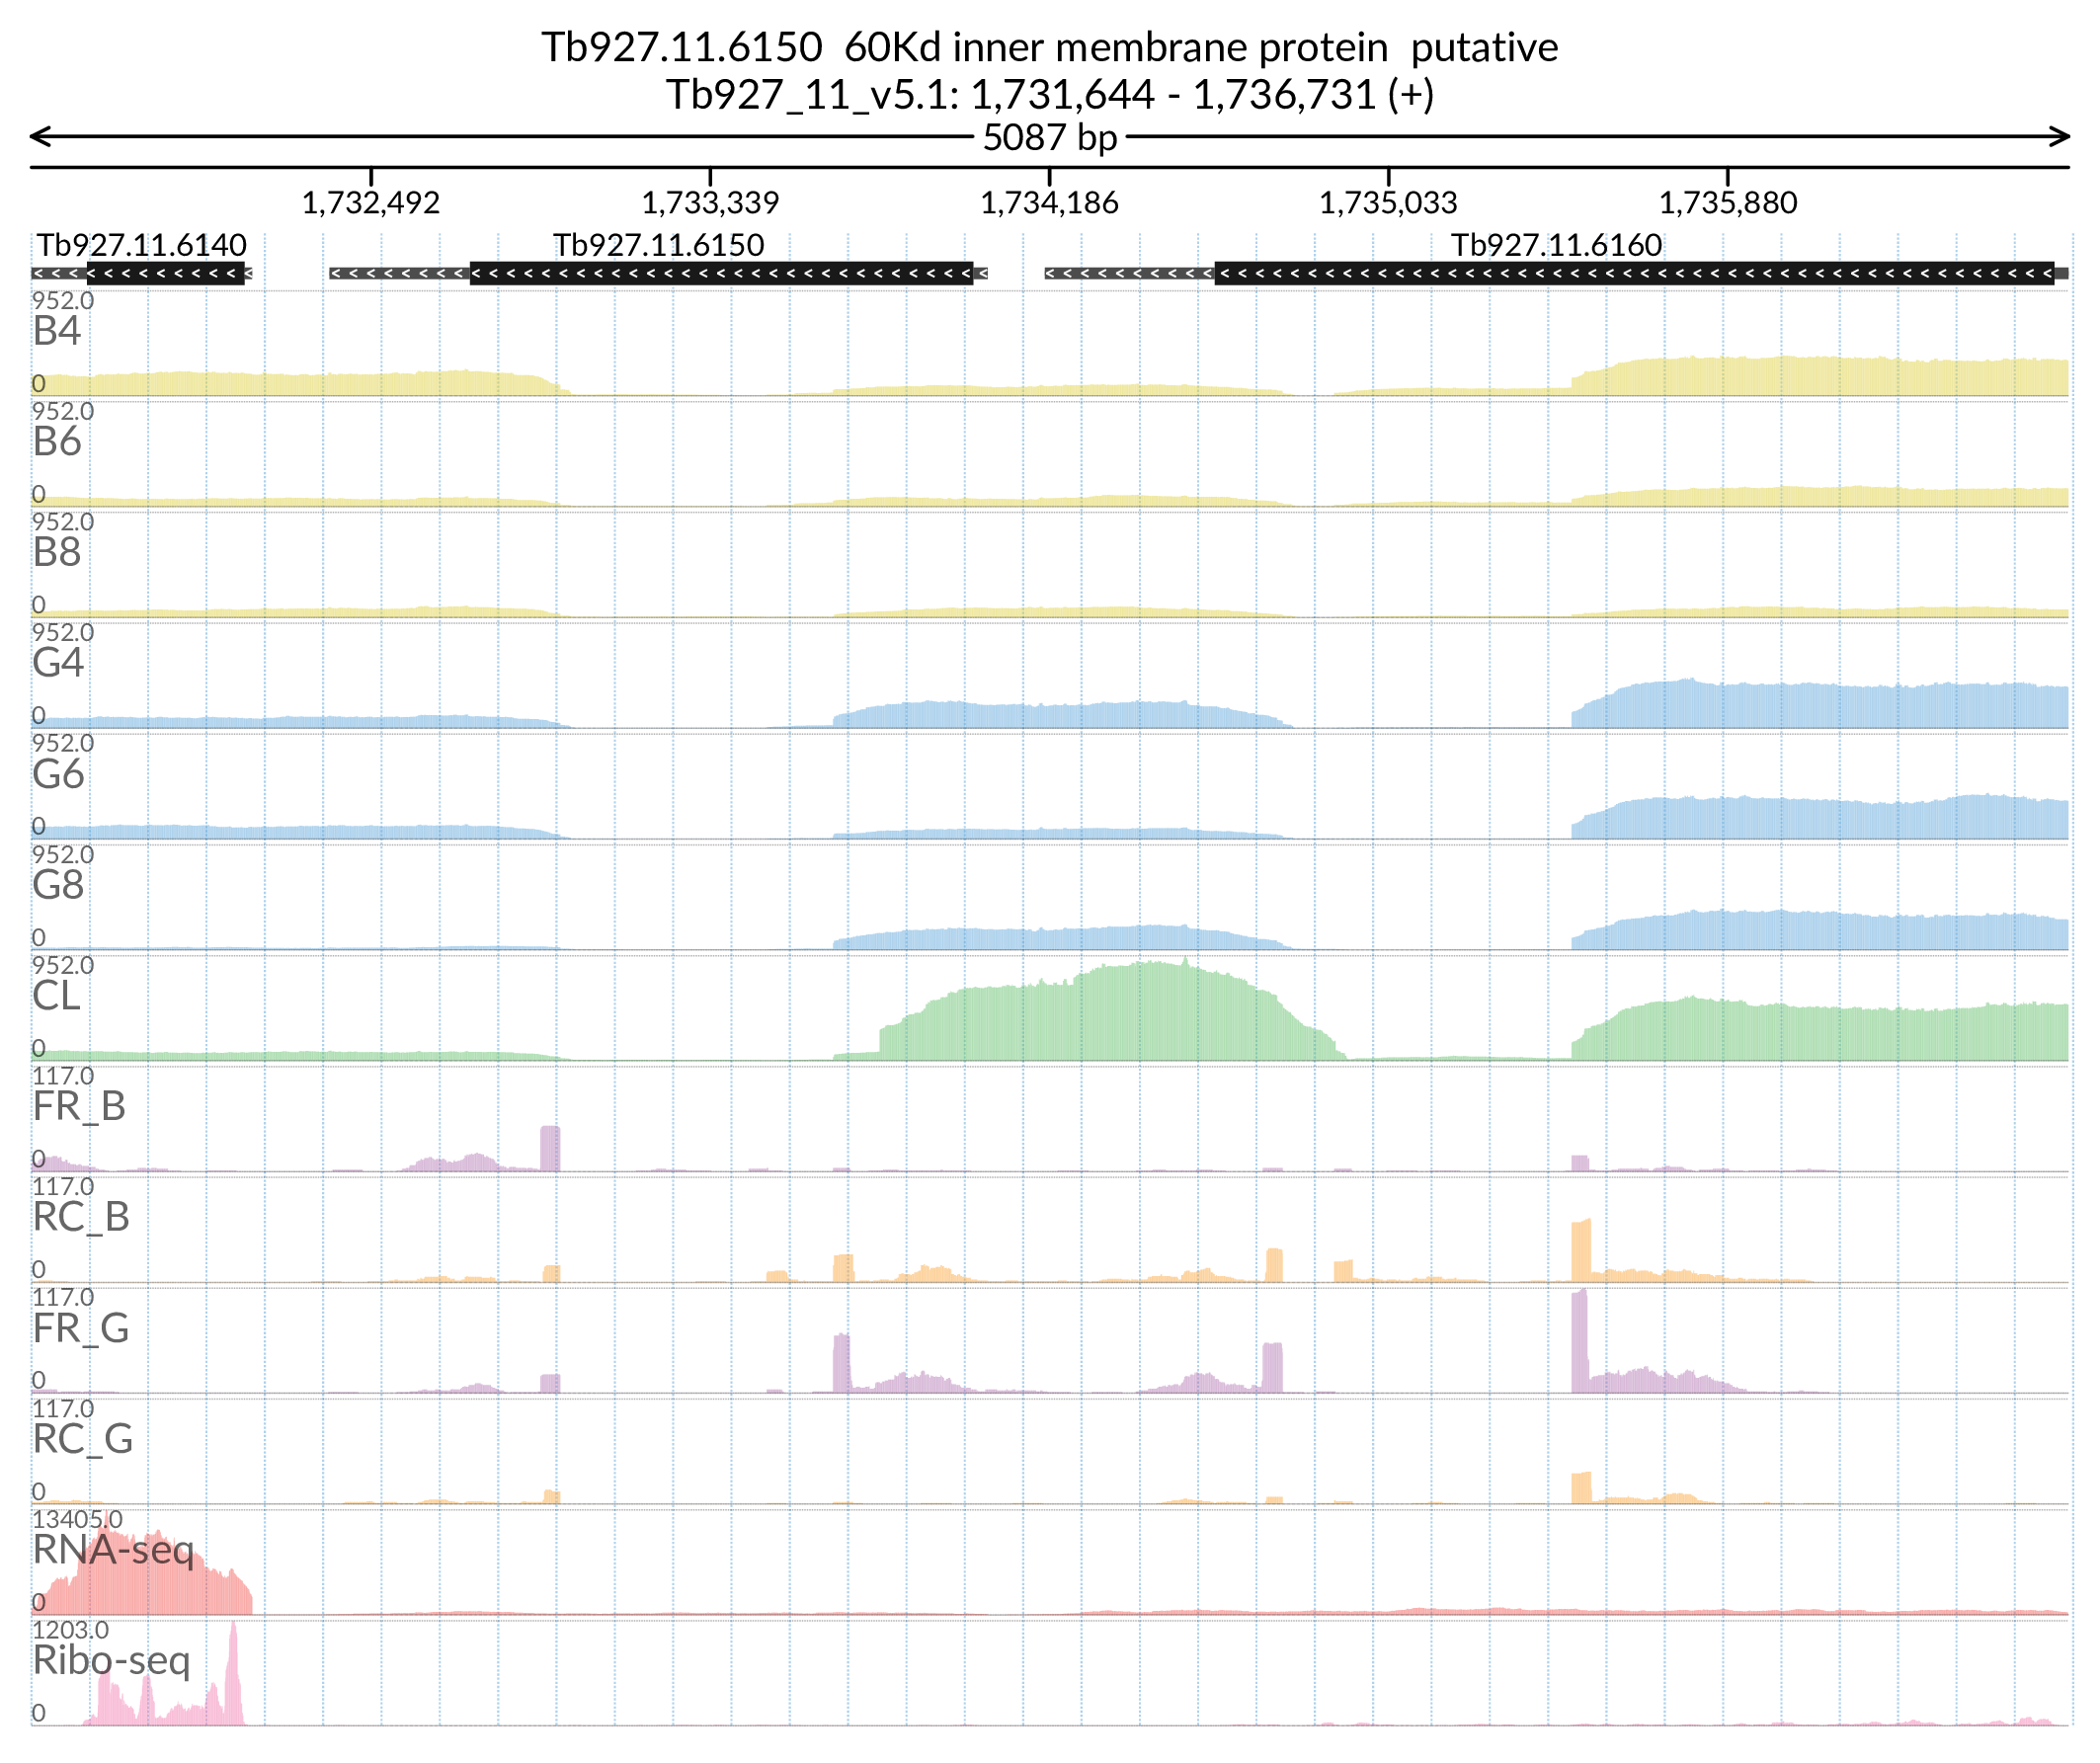 Tb927.11.6150  60Kd inner membrane protein  putative
Tb927_11_v5.1: 1,731,644 - 1,736,731 (+)
5087 bp
1,732,492 1,733,339 1,734,186 1,735,033 1,735,880
Tb927.11.6140 Tb927.11.6150 Tb927.11.6160
952.0
B4
0
952.0
B6
0
952.0
B8
0
952.0
G4
0
952.0
G6
0
952.0
G8
0
952.0
CL
0
117.0
FR_B
0
117.0
RC_B
0
117.0
FR_G
0
117.0
RC_G
0
13405.0
RNA-seq
0
1203.0
Ribo-seq
0